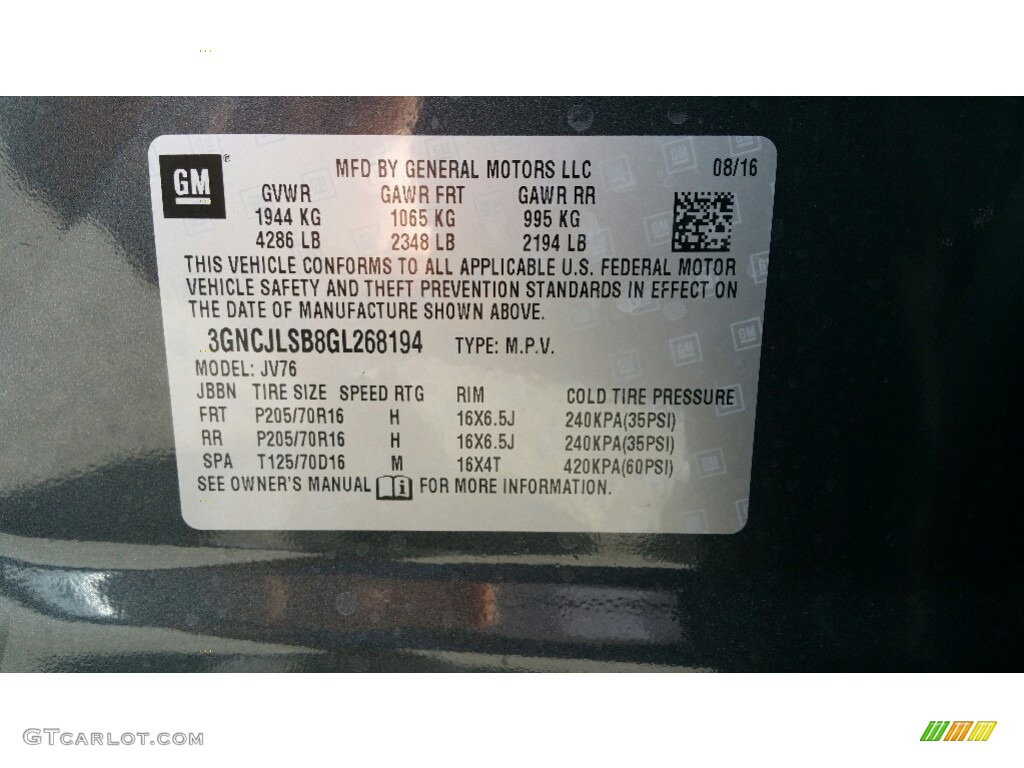 GM ®
MFD BY GENERAL MOTORS LLC 08/16
GVWR GAWR FRT GAWR RR
1944 KG 1065 KG 995 KG
4286 LB 2348 LB 2194 LB
THIS VEHICLE CONFORMS TO ALL APPLICABLE U.S. FEDERAL MOTOR
VEHICLE SAFETY AND THEFT PREVENTION STANDARDS IN EFFECT ON
THE DATE OF MANUFACTURE SHOWN ABOVE.
3GNCJLSB8GL268194 TYPE: M.P.V.
MODEL: JV76
JBBN TIRE SIZE SPEED RTG RIM COLD TIRE PRESSURE
FRT P205/70R16 H 16X6.5J 240KPA(35PSI)
RR P205/70R16 H 16X6.5J 240KPA(35PSI)
SPA T125/70D16 M 16X4T 420KPA(60PSI)
SEE OWNER'S MANUAL i FOR MORE INFORMATION.
GTCarLot.com